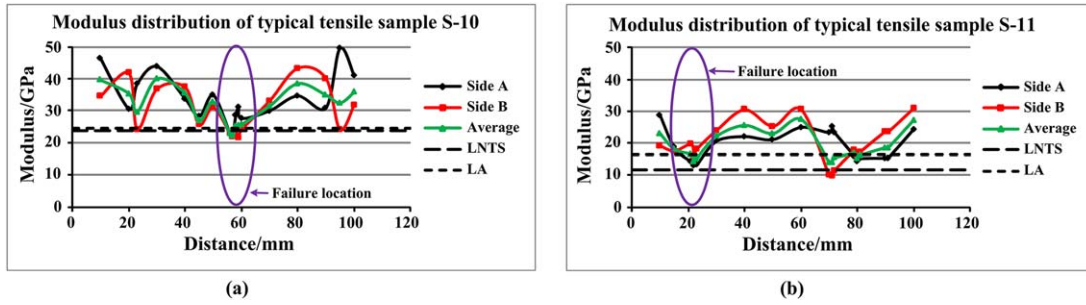 Modulus distribution of typical tensile sample S-10
Modulus/GPa
50
40
30
20
10
0
0 20 40 60 80 100 120
Distance/mm
Failure location
Side A
Side B
Average
LNTS
LA
(a)
Modulus distribution of typical tensile sample S-11
Modulus/GPa
50
40
30
20
10
0
0 20 40 60 80 100 120
Distance/mm
Failure location
Side A
Side B
Average
LNTS
LA
(b)